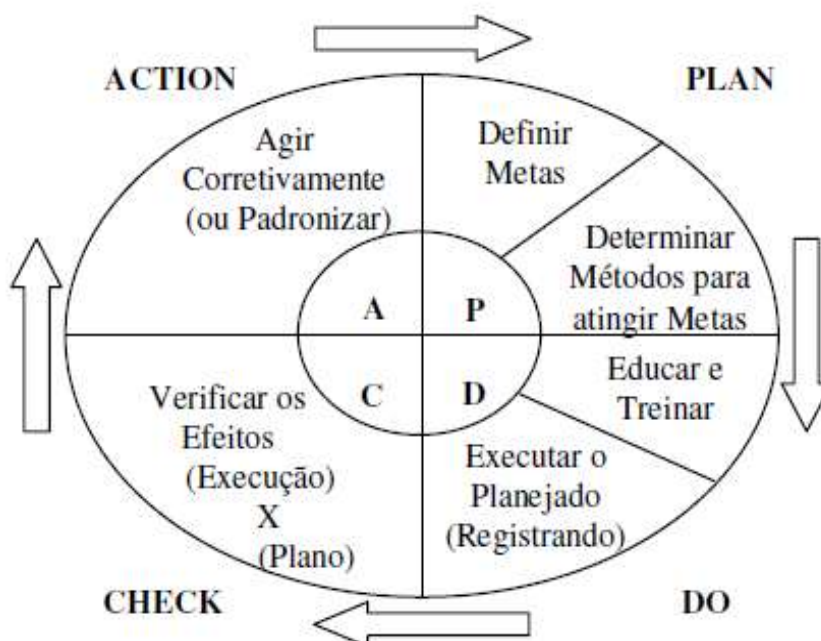 ACTION
PLAN
Agir
Corretivamente
(ou Padronizar)
Definir
Metas
Determinar
Métodos para
atingir Metas
A
P
C
D
Educar e
Treinar
Verificar os
Efeitos
(Execução)
X
(Plano)
Executar o
Planejado
(Registrando)
CHECK
DO